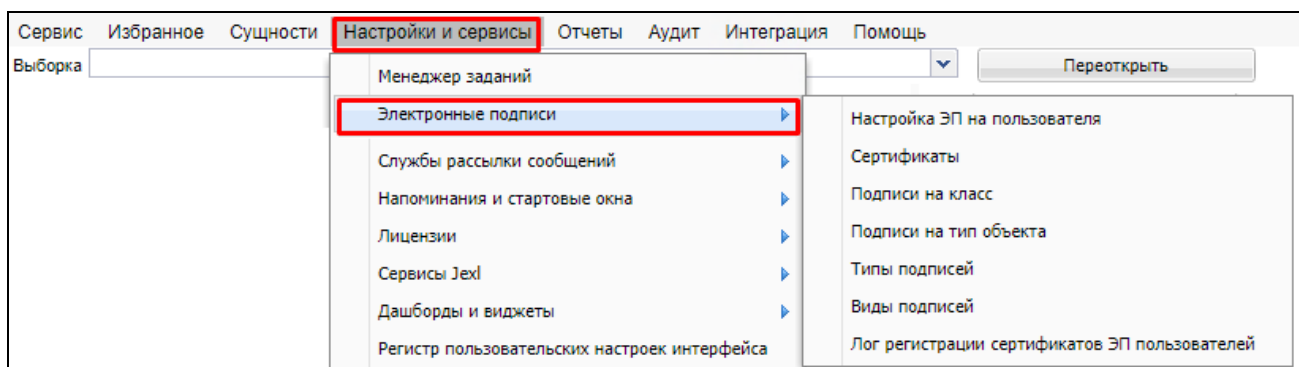 Сервис Избранное Сущности Настройки и сервисы Отчеты Аудит Интеграция Помощь
Выборка Переоткрыть
Менеджер заданий
Электронные подписи
Службы рассылки сообщений
Напоминания и стартовые окна
Лицензии
Сервисы Jexl
Дашборды и виджеты
Регистр пользовательских настроек интерфейса
Настройка ЭП на пользователя
Сертификаты
Подписи на класс
Подписи на тип объекта
Типы подписей
Виды подписей
Лог регистрации сертификатов ЭП пользователей